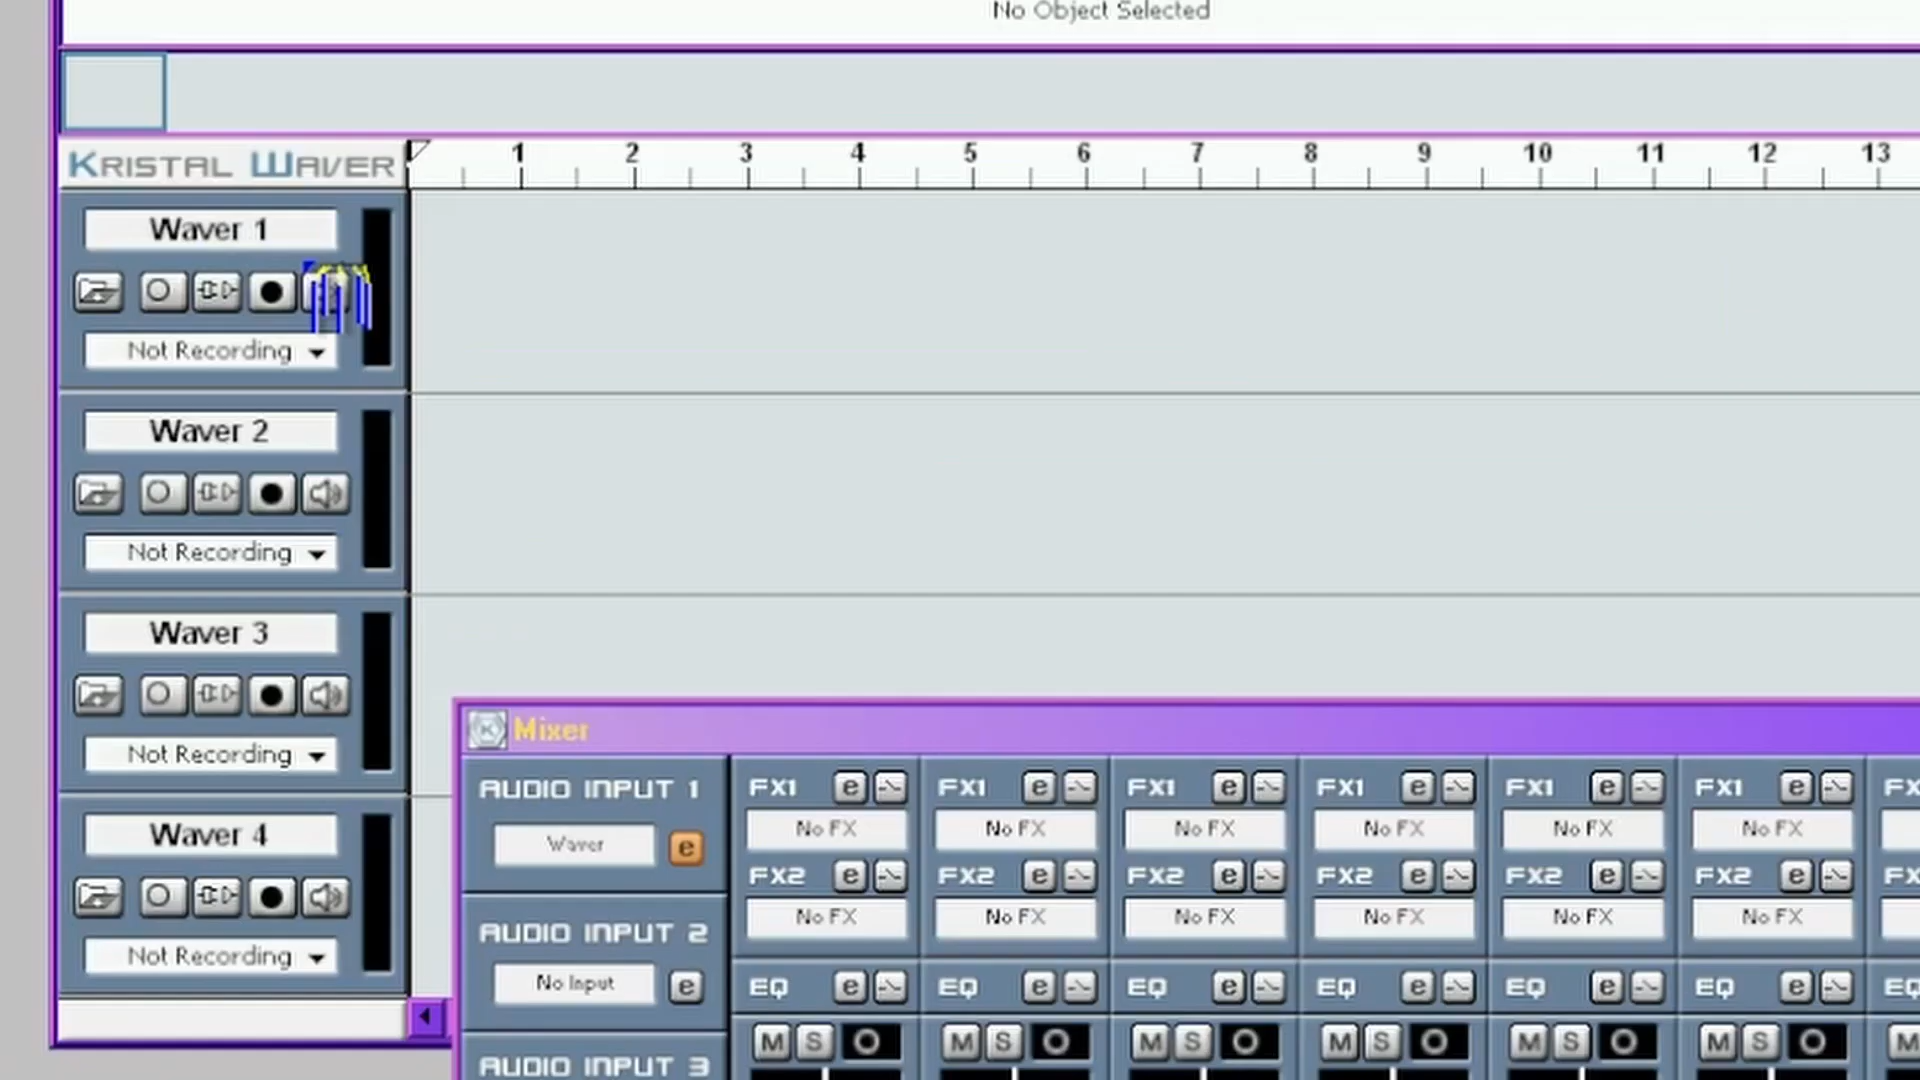 No Object Selected
KRISTAL WAVER
1 2 3 4 5 6 7 8 9 10 11 12 13
Waver 1
Not Recording
Waver 2
Not Recording
Waver 3
Not Recording
Waver 4
Not Recording
Mixer
AUDIO INPUT 1
Waver e
AUDIO INPUT 2
No Input e
AUDIO INPUT 3
FX1 e FX1 e FX1 e FX1 e FX1 e FX1 e FX
No FX No FX No FX No FX No FX No FX
FX2 e FX2 e FX2 e FX2 e FX2 e FX2 e FX
No FX No FX No FX No FX No FX No FX
EQ e EQ e EQ e EQ e EQ e EQ e EQ
M S M S M S M S M S M S M